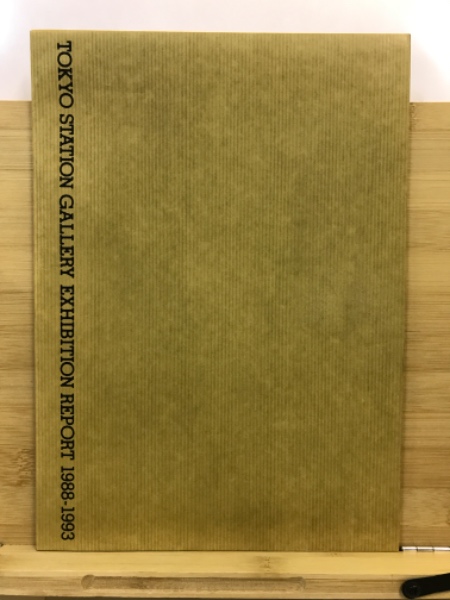 TOKYO STATION GALLERY EXHIBITION REPORT 1988-1993